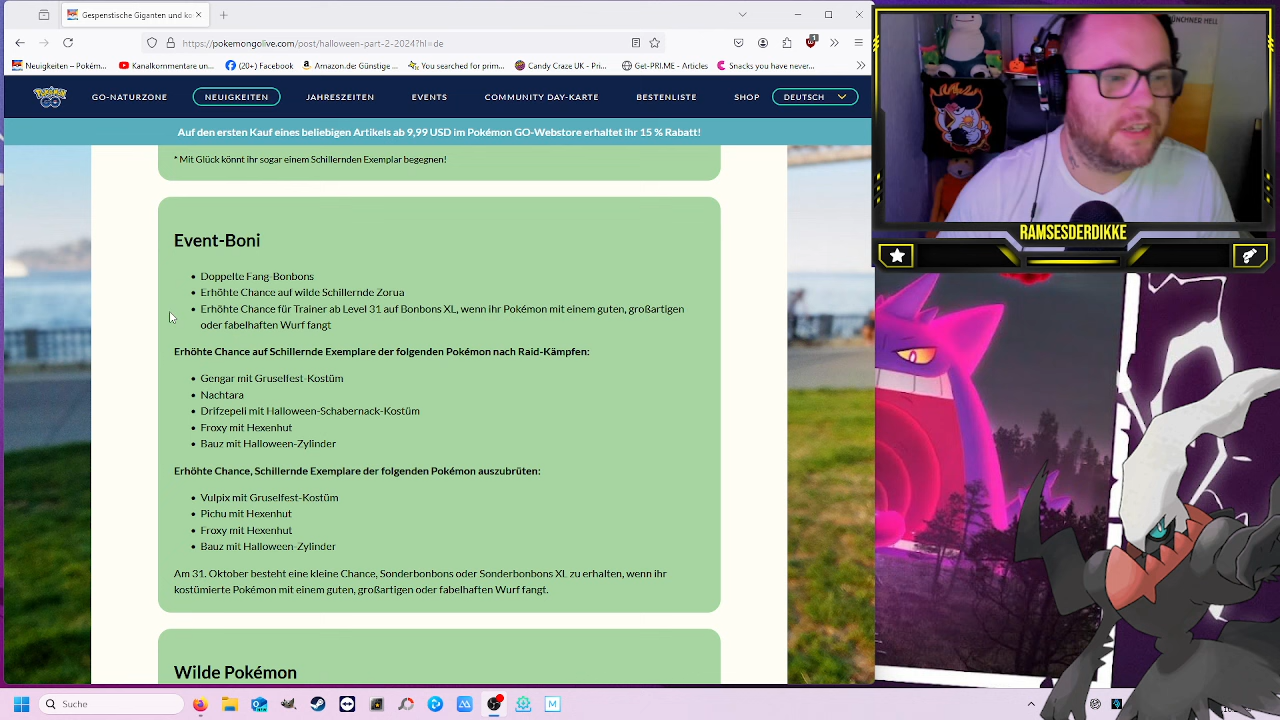 Gespenstische Giganten und ko
https://pokemongolive.com/post/halloween-part-2-2024?hl=de
1
Neuigkeiten – Pokém...
Kanalkommentare un...
(20+) Facebook
Amazon.de: Günstige ...
You searched for prim...
Candy Craze UK - Pri...
Get-PR!ME - Articles
Snacks you have never...
GO-NATURZONE
NEUIGKEITEN
JAHRESZEITEN
EVENTS
COMMUNITY DAY-KARTE
BESTENLISTE
SHOP
DEUTSCH
Auf den ersten Kauf eines beliebigen Artikels ab 9,99 USD im Pokémon GO-Webstore erhaltet ihr 15 % Rabatt!
* Mit Glück könnt ihr sogar einem Schillernden Exemplar begegnen!
Event-Boni
• Doppelte Fang-Bonbons
• Erhöhte Chance auf wilde Schillernde Zorua
• Erhöhte Chance für Trainer ab Level 31 auf Bonbons XL, wenn ihr Pokémon mit einem guten, großartigen
oder fabelhaften Wurf fangt
Erhöhte Chance auf Schillernde Exemplare der folgenden Pokémon nach Raid-Kämpfen:
• Gengar mit Gruselfest-Kostüm
• Nachtara
• Drifzepeli mit Halloween-Schabernack-Kostüm
• Froxy mit Hexenhut
• Bauz mit Halloween-Zylinder
Erhöhte Chance, Schillernde Exemplare der folgenden Pokémon auszubrüten:
• Vulpix mit Gruselfest-Kostüm
• Pichu mit Hexenhut
• Froxy mit Hexenhut
• Bauz mit Halloween-Zylinder
Am 31. Oktober besteht eine kleine Chance, Sonderbonbons oder Sonderbonbons XL zu erhalten, wenn ihr
kostümierte Pokémon mit einem guten, großartigen oder fabelhaften Wurf fangt.
Wilde Pokémon
Suche
MÜNCHNER HELL
RAMSESDERDIKKE